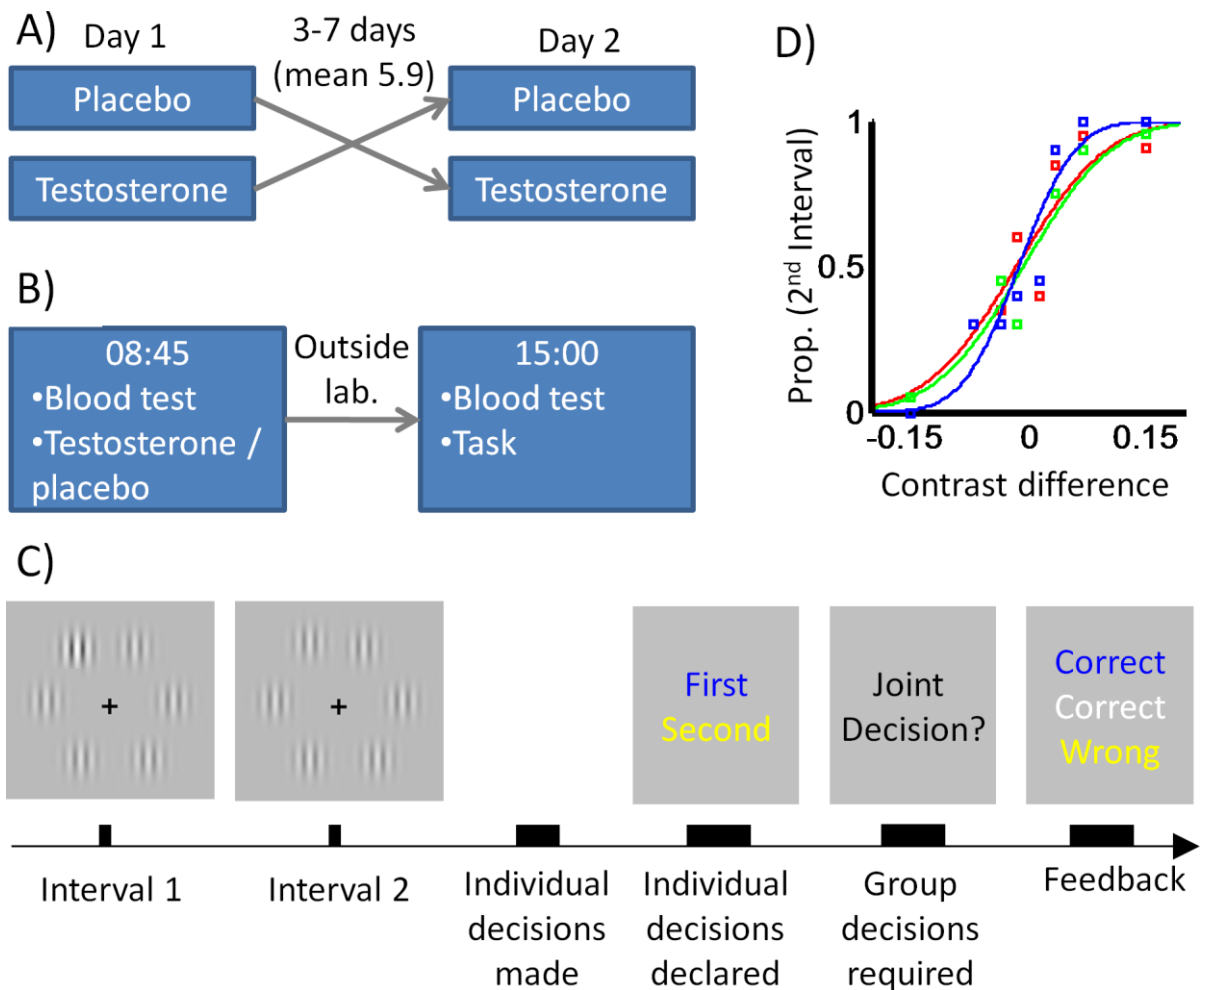 A)
Day 1
3-7 days
(mean 5.9)
Day 2
Placebo
Placebo
Testosterone
Testosterone
B)
08:45
•Blood test
•Testosterone /
placebo
Outside
lab.
15:00
•Blood test
•Task
D)
Prop. (2nd Interval)
1
0.5
0
-0.15
0
0.15
Contrast difference
C)
+
+
First
Second
Joint
Decision?
Correct
Correct
Wrong
Interval 1
Interval 2
Individual
decisions
made
Individual
decisions
declared
Group
decisions
required
Feedback